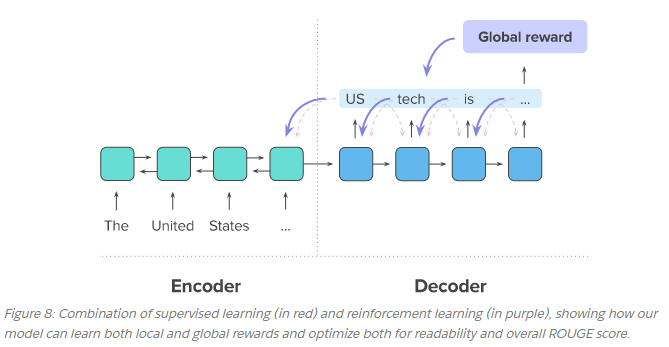 Global reward
US tech is ...
The United States ...
Encoder Decoder
Figure 8: Combination of supervised learning (in red) and reinforcement learning (in purple), showing how our
model can learn both local and global rewards and optimize both for readability and overall ROUGE score.